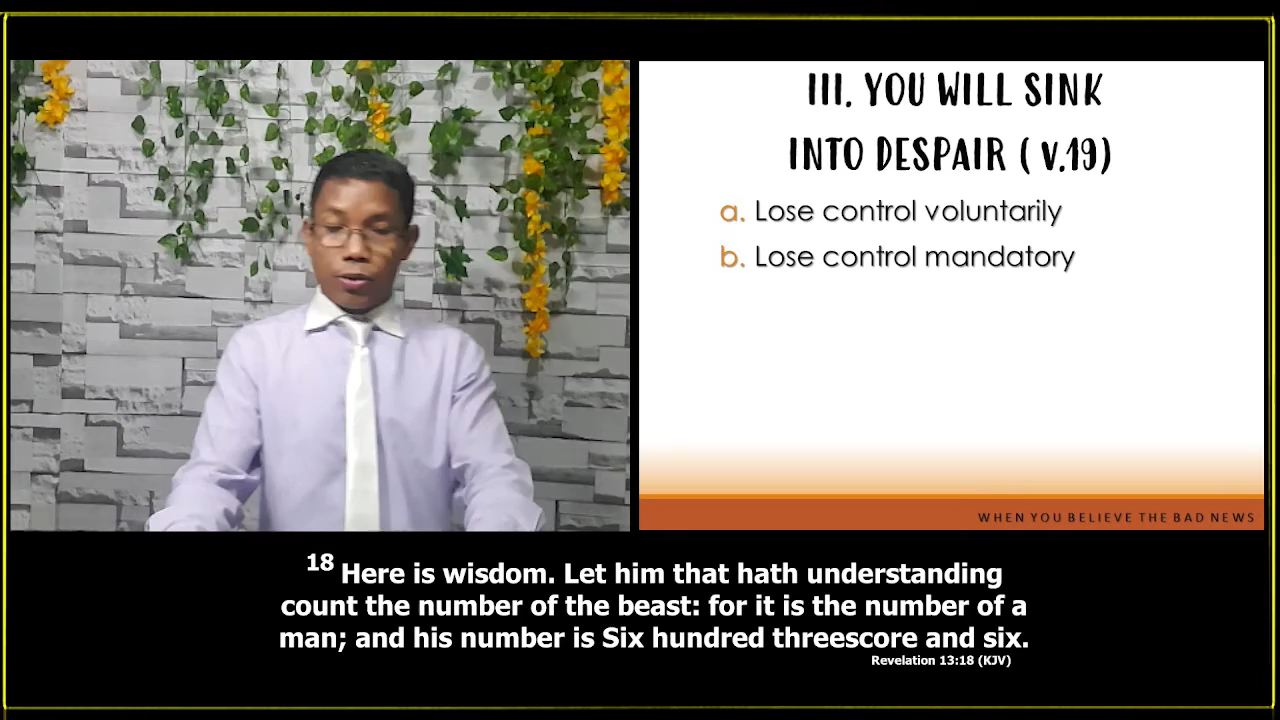 III. YOU WILL SINK
INTO DESPAIR ( v.19)
a. Lose control voluntarily
b. Lose control mandatory
WHEN YOU BELIEVE THE BAD NEWS
18 Here is wisdom. Let him that hath understanding
count the number of the beast: for it is the number of a
man; and his number is Six hundred threescore and six.
Revelation 13:18 (KJV)